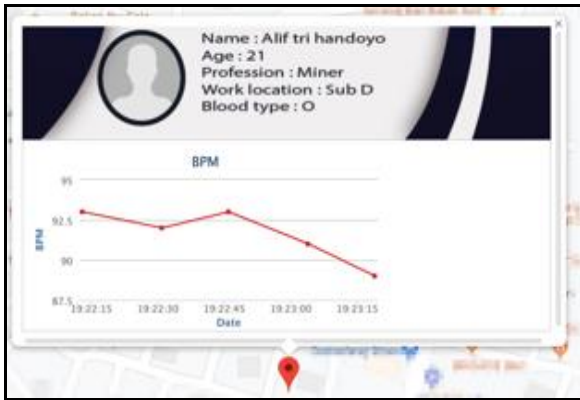 Name : Alif tri handoyo
Age : 21
Profession : Miner
Work location : Sub D
Blood type : O
BPM
95
92.5
90
87.5
BPM
19:22:15 19:22:30 19:22:45 19:23:00 19:23:15
Date